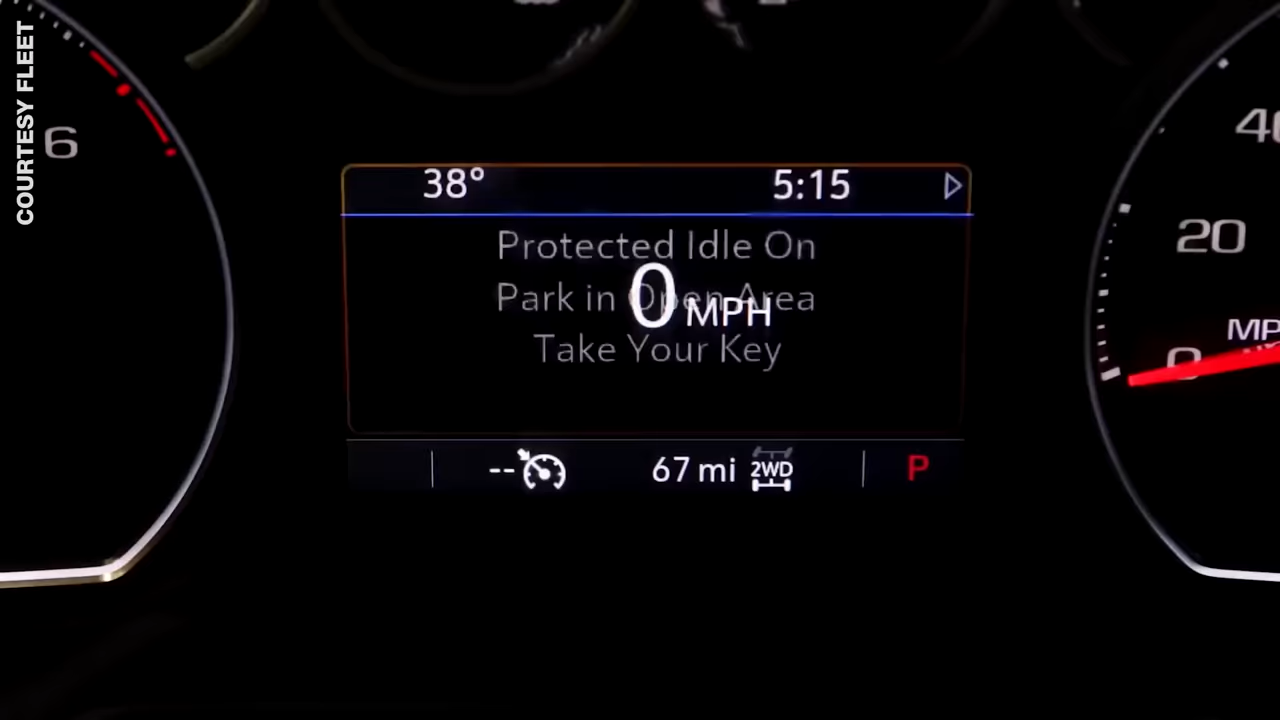 COURTESY FLEET
6
38° 5:15
Protected Idle On
Park in Open Area
Take Your Key
0 MPH
-- 67 mi 2WD P
40
20
MP
0